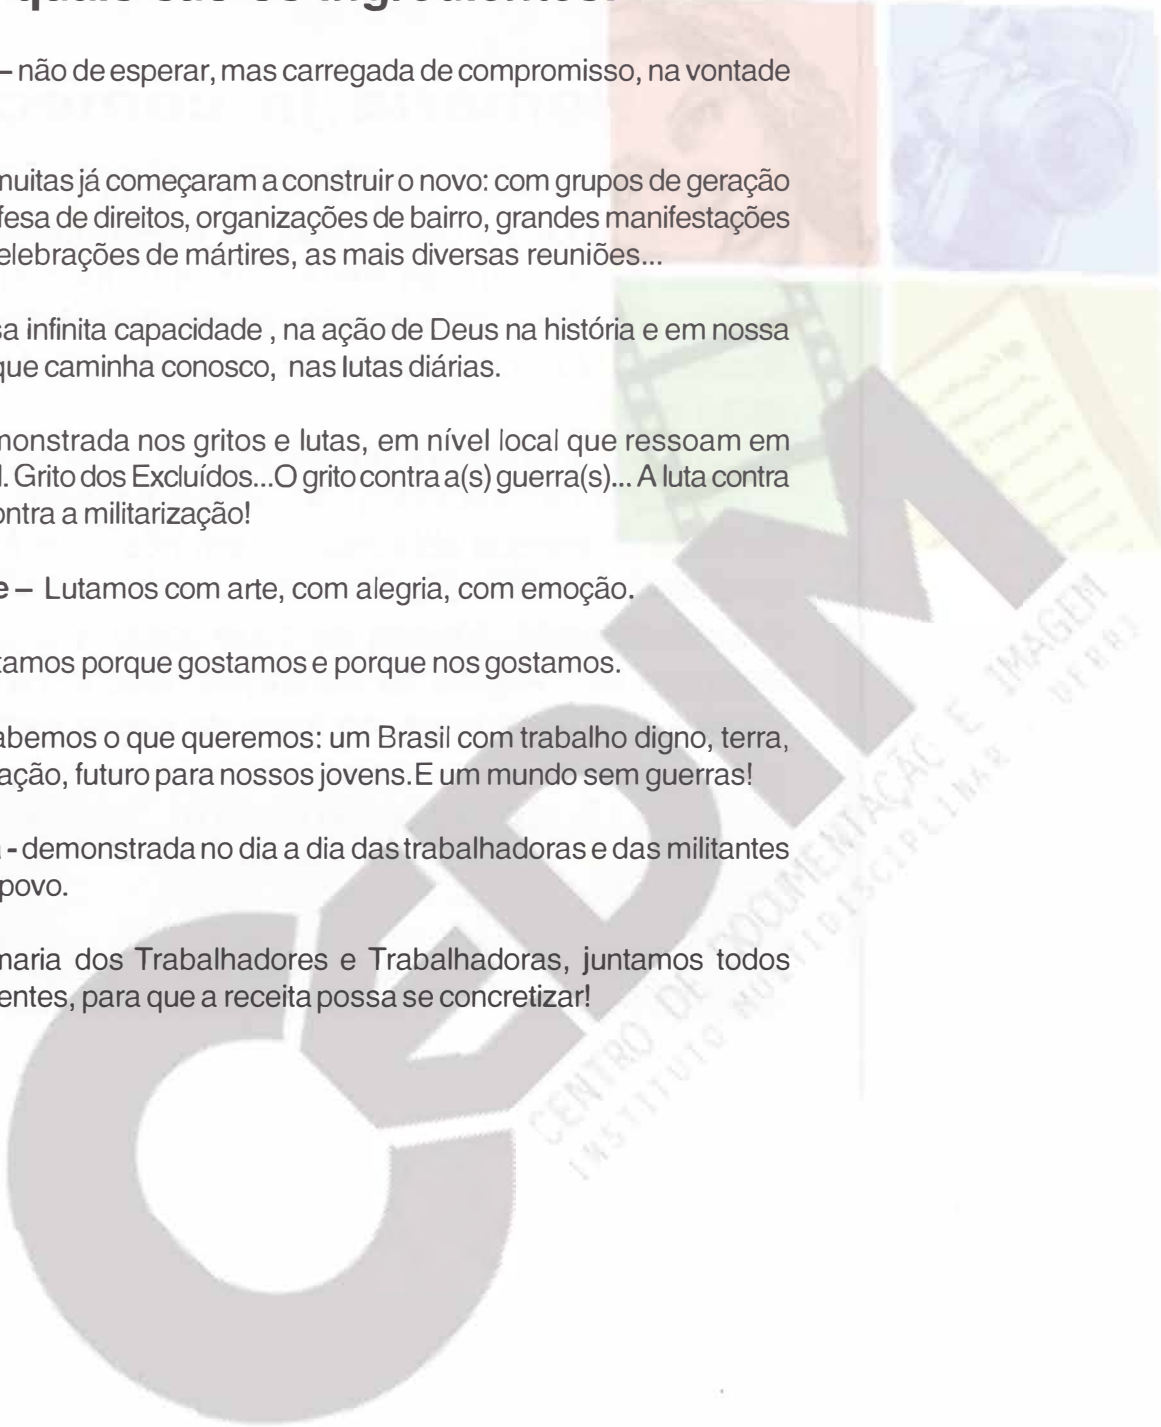 quais são os ingredientes?
– não de esperar, mas carregada de compromisso, na vontade
muitas já começaram a construir o novo: com grupos de geração
fesa de direitos, organizações de bairro, grandes manifestações
elebrações de mártires, as mais diversas reuniões...
sa infinita capacidade , na ação de Deus na história e em nossa
que caminha conosco, nas lutas diárias.
monstrada nos gritos e lutas, em nível local que ressoam em
l. Grito dos Excluídos...O grito contra a(s) guerra(s)... A luta contra
ontra a militarização!
e – Lutamos com arte, com alegria, com emoção.
tamos porque gostamos e porque nos gostamos.
abemos o que queremos: um Brasil com trabalho digno, terra,
ação, futuro para nossos jovens.E um mundo sem guerras!
a - demonstrada no dia a dia das trabalhadoras e das militantes
povo.
maria dos Trabalhadores e Trabalhadoras, juntamos todos
entes, para que a receita possa se concretizar!
CEDIM
CENTRO DE DOCUMENTAÇÃO E IMAGEM
INSTITUTO MULTIDISCIPLINAR - UFRRJ